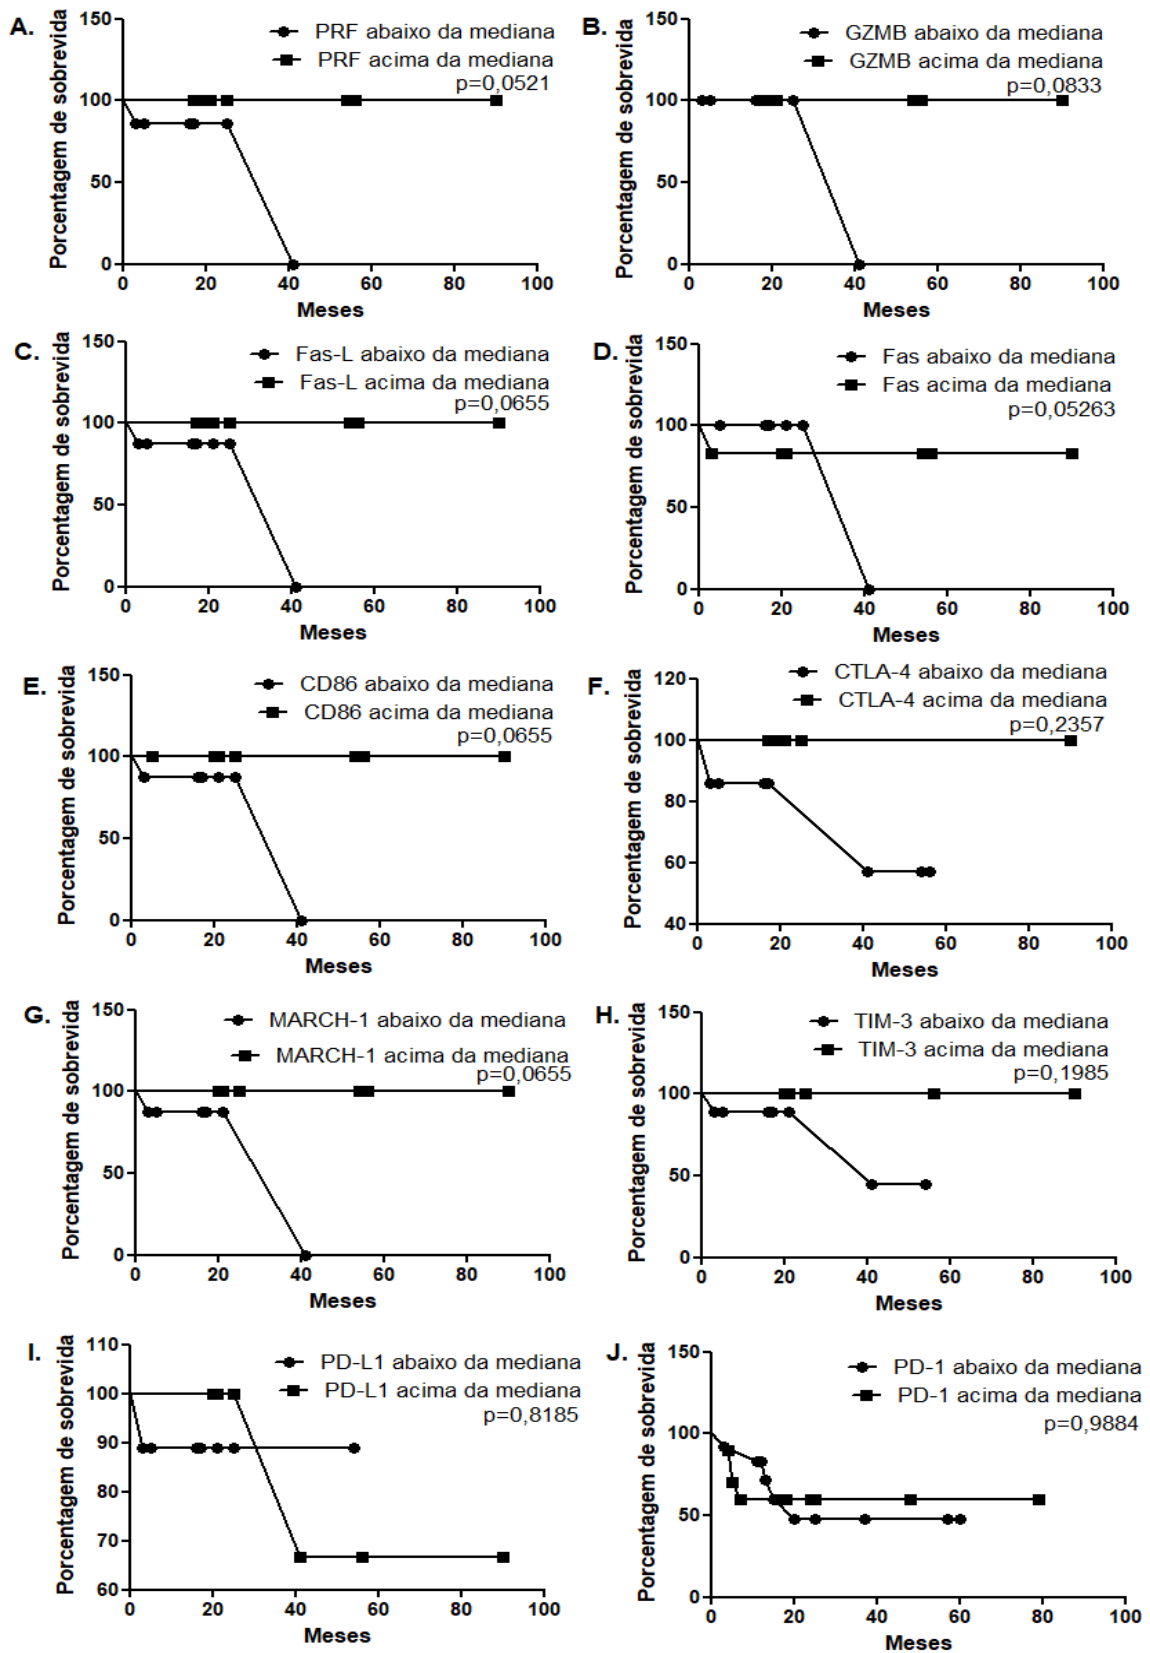 A.
PRF abaixo da mediana
PRF acima da mediana
p=0,0521
Porcentagem de sobrevida
150
100
50
0
0 20 40 60 80 100
Meses
B.
GZMB abaixo da mediana
GZMB acima da mediana
p=0,0833
Porcentagem de sobrevida
150
100
50
0
0 20 40 60 80 100
Meses
C.
Fas-L abaixo da mediana
Fas-L acima da mediana
p=0,0655
Porcentagem de sobrevida
150
100
50
0
0 20 40 60 80 100
Meses
D.
Fas abaixo da mediana
Fas acima da mediana
p=0,05263
Porcentagem de sobrevida
150
100
50
0
0 20 40 60 80 100
Meses
E.
CD86 abaixo da mediana
CD86 acima da mediana
p=0,0655
Porcentagem de sobrevida
150
100
50
0
0 20 40 60 80 100
Meses
F.
CTLA-4 abaixo da mediana
CTLA-4 acima da mediana
p=0,2357
Porcentagem de sobrevida
120
100
80
60
40
0 20 40 60 80 100
Meses
G.
MARCH-1 abaixo da mediana
MARCH-1 acima da mediana
p=0,0655
Porcentagem de sobrevida
150
100
50
0
0 20 40 60 80 100
Meses
H.
TIM-3 abaixo da mediana
TIM-3 acima da mediana
p=0,1985
Porcentagem de sobrevida
150
100
50
0
0 20 40 60 80 100
Meses
I.
PD-L1 abaixo da mediana
PD-L1 acima da mediana
p=0,8185
Porcentagem de sobrevida
110
100
90
80
70
60
0 20 40 60 80 100
Meses
J.
PD-1 abaixo da mediana
PD-1 acima da mediana
p=0,9884
Porcentagem de sobrevida
150
100
50
0
0 20 40 60 80 100
Meses